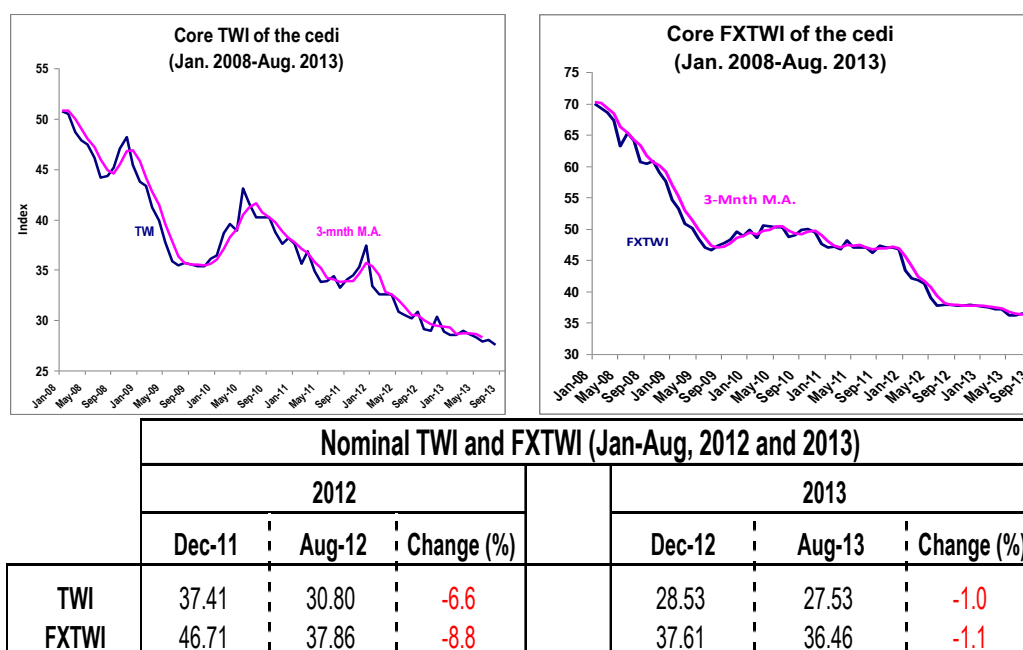 Core TWI of the cedi
(Jan. 2008-Aug. 2013)
55
50
45
40
35
30
25
Index
TWI
3-mnth M.A.
Jan-08
May-08
Sep-08
Jan-09
May-09
Sep-09
Jan-10
May-10
Sep-10
Jan-11
May-11
Sep-11
Jan-12
May-12
Sep-12
Jan-13
May-13
Sep-13
Core FXTWI of the cedi
(Jan. 2008-Aug. 2013)
75
70
65
60
55
50
45
40
35
30
3-Mnth M.A.
FXTWI
Jan-08
May-08
Sep-08
Jan-09
May-09
Sep-09
Jan-10
May-10
Sep-10
Jan-11
May-11
Sep-11
Jan-12
May-12
Sep-12
Jan-13
May-13
Sep-13
Nominal TWI and FXTWI (Jan-Aug, 2012 and 2013)
2012 2013
Dec-11 Aug-12 Change (%) Dec-12 Aug-13 Change (%)
TWI 37.41 30.80 -6.6 28.53 27.53 -1.0
FXTWI 46.71 37.86 -8.8 37.61 36.46 -1.1